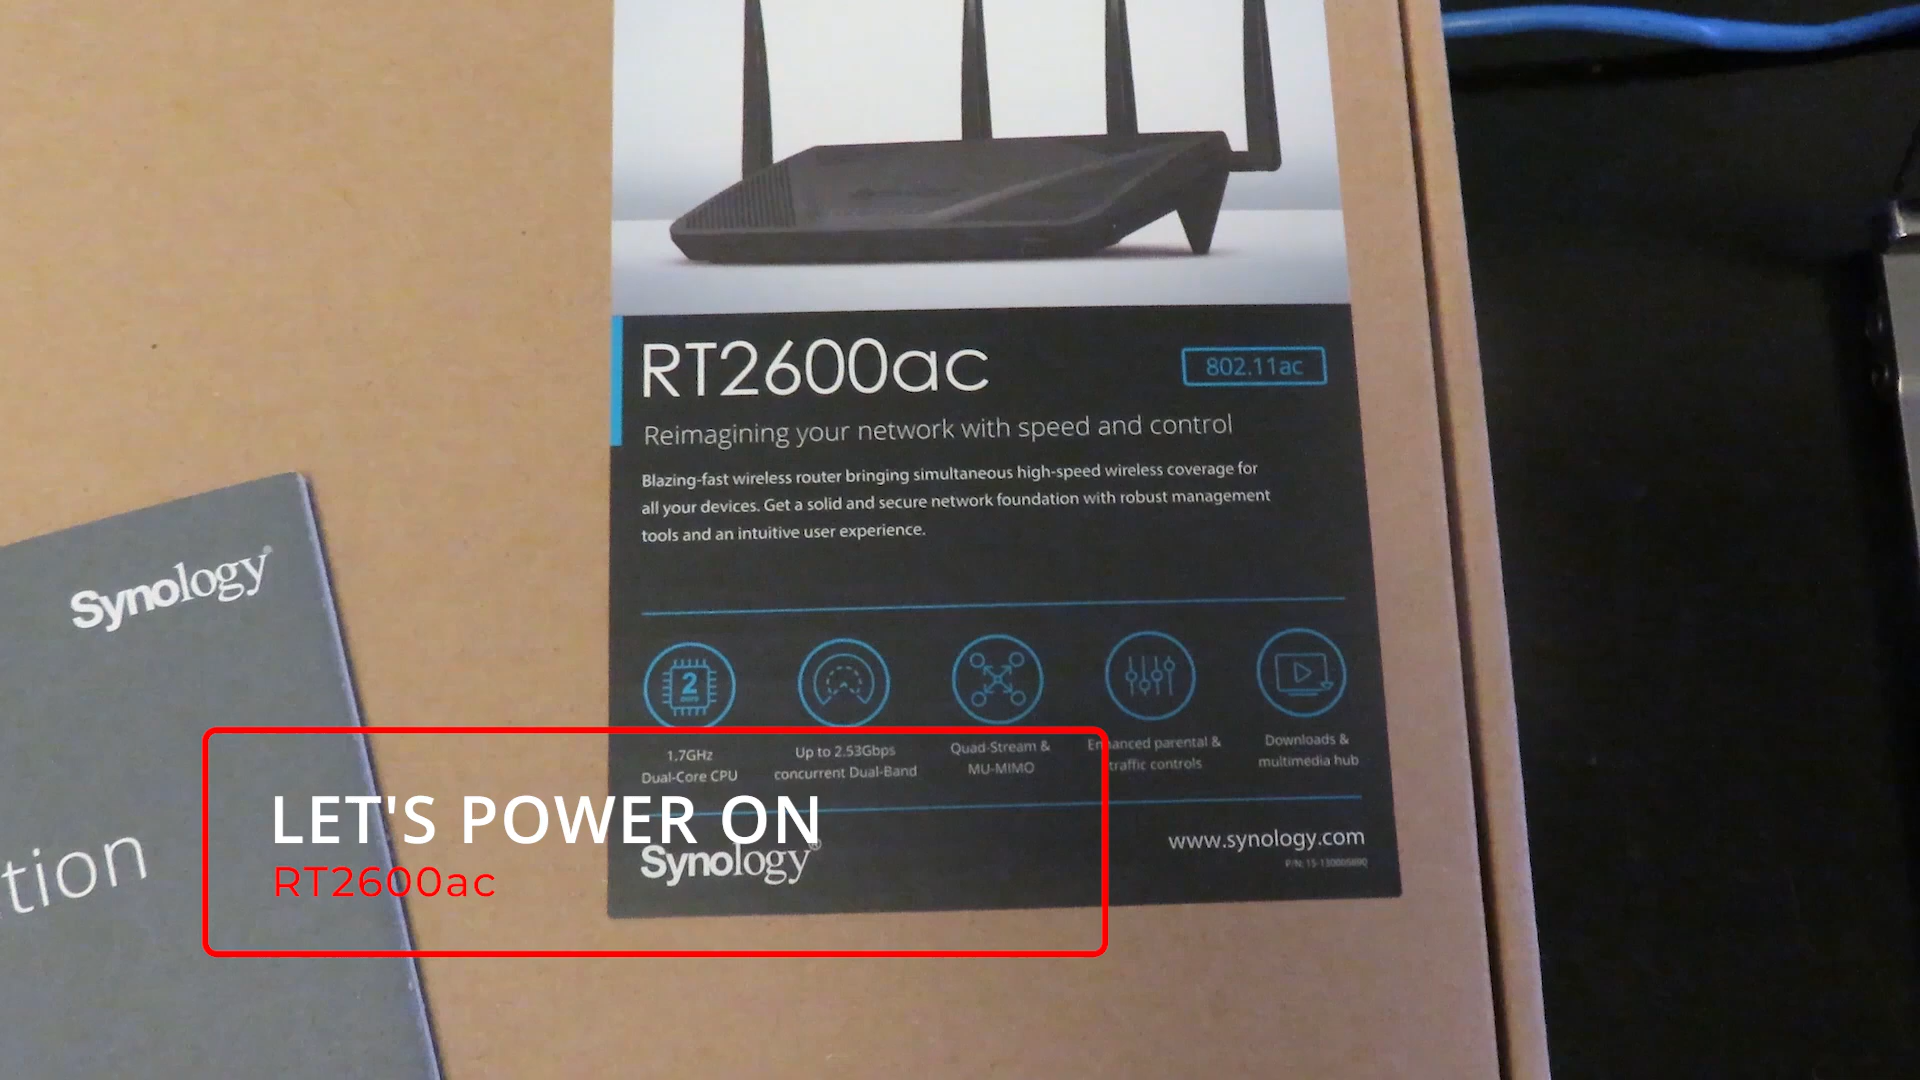 RT2600ac
802.11ac
Reimagining your network with speed and control
Blazing-fast wireless router bringing simultaneous high-speed wireless coverage for
all your devices. Get a solid and secure network foundation with robust management
tools and an intuitive user experience.
Synology®
tion
2
1.7GHz
Dual-Core CPU
Up to 2.53Gbps
concurrent Dual-Band
Quad-Stream &
MU-MIMO
Enhanced parental &
traffic controls
Downloads &
multimedia hub
LET'S POWER ON
RT2600ac
Synology®
www.synology.com